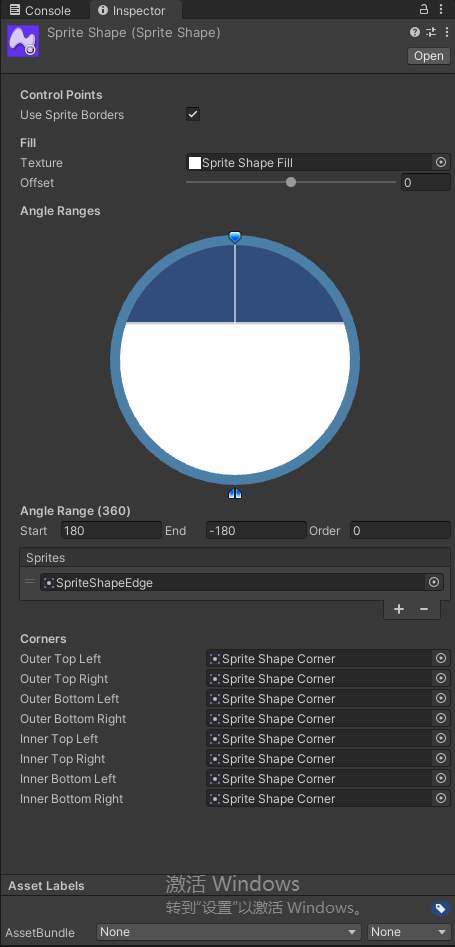 Console
Inspector
Sprite Shape (Sprite Shape)
Open
Control Points
Use Sprite Borders
Fill
Texture Sprite Shape Fill
Offset 0
Angle Ranges
Angle Range (360)
Start 180 End -180 Order 0
Sprites
SpriteShapeEdge
Corners
Outer Top Left Sprite Shape Corner
Outer Top Right Sprite Shape Corner
Outer Bottom Left Sprite Shape Corner
Outer Bottom Right Sprite Shape Corner
Inner Top Left Sprite Shape Corner
Inner Top Right Sprite Shape Corner
Inner Bottom Left Sprite Shape Corner
Inner Bottom Right Sprite Shape Corner
Asset Labels
激活 Windows
转到“设置”以激活 Windows。
AssetBundle None None